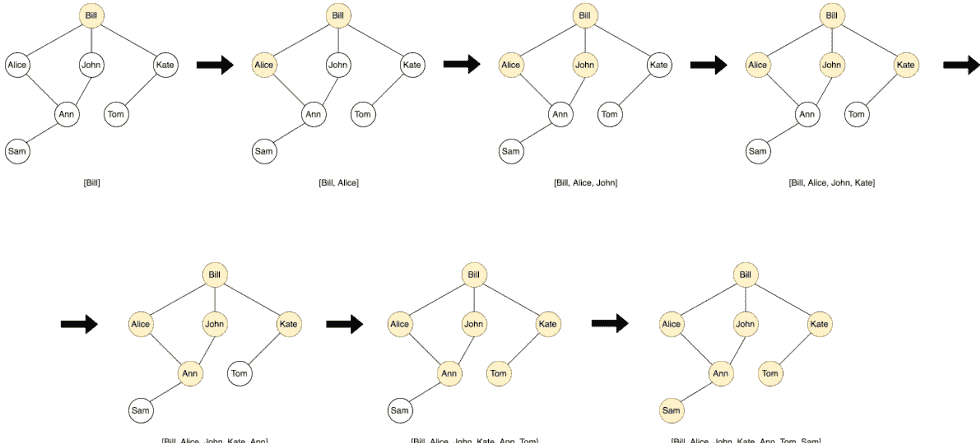 Bill
Alice John Kate
Ann Tom
Sam
[Bill]
Bill
Alice John Kate
Ann Tom
Sam
[Bill, Alice]
Bill
Alice John Kate
Ann Tom
Sam
[Bill, Alice, John]
Bill
Alice John Kate
Ann Tom
Sam
[Bill, Alice, John, Kate]
Bill
Alice John Kate
Ann Tom
Sam
[Bill, Alice, John, Kate, Ann]
Bill
Alice John Kate
Ann Tom
Sam
[Bill, Alice, John, Kate, Ann, Tom}
Bill
Alice John Kate
Ann Tom
Sam
[Bill, Alice, John, Kate, Ann, Tom, Sam]